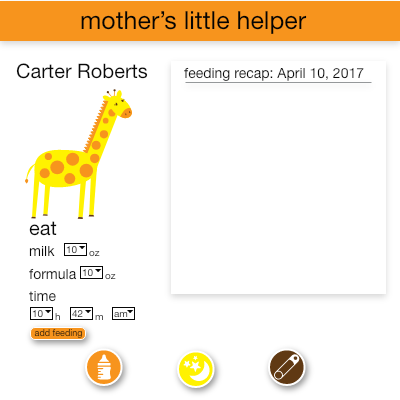 mother's little helper
Carter Roberts
feeding recap: April 10, 2017
eat
milk 10 oz
formula 10 oz
time
10 h 42 m am
add feeding